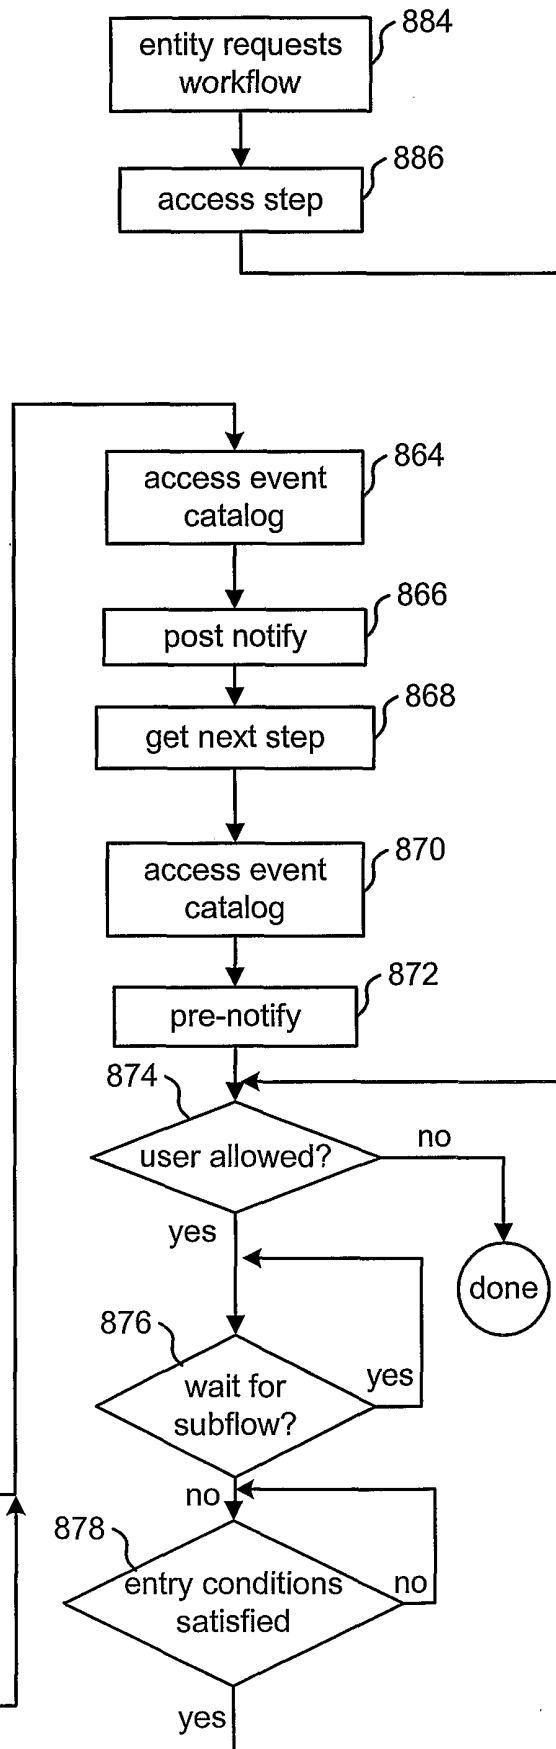 884
entity requests
workflow
886
access step
864
access event
catalog
866
post notify
868
get next step
870
access event
catalog
872
pre-notify
874
user allowed?
no
yes
done
876
wait for
subflow?
yes
no
878
entry conditions
satisfied
no
yes